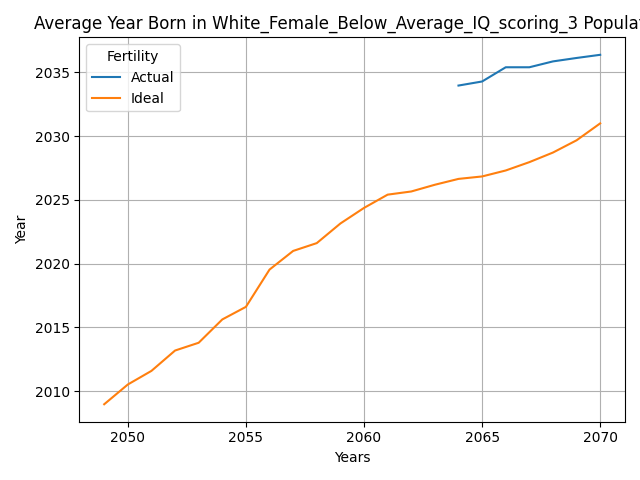 Average Year Born in White_Female_Below_Average_IQ_scoring_3 Populat
Fertility
Actual
Ideal
2035
2030
2025
2020
2015
2010
Year
2050 2055 2060 2065 2070
Years